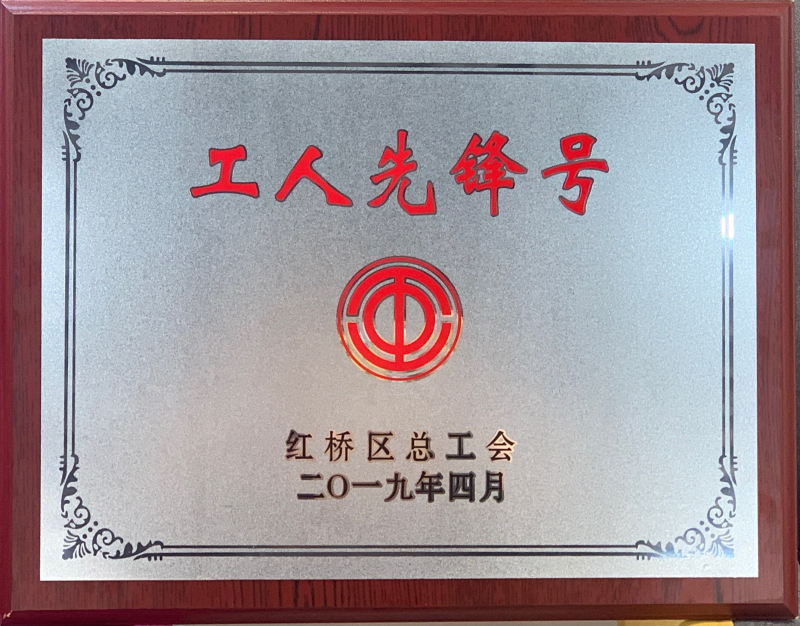 工人先锋号
红桥区总工会
二〇一九年四月